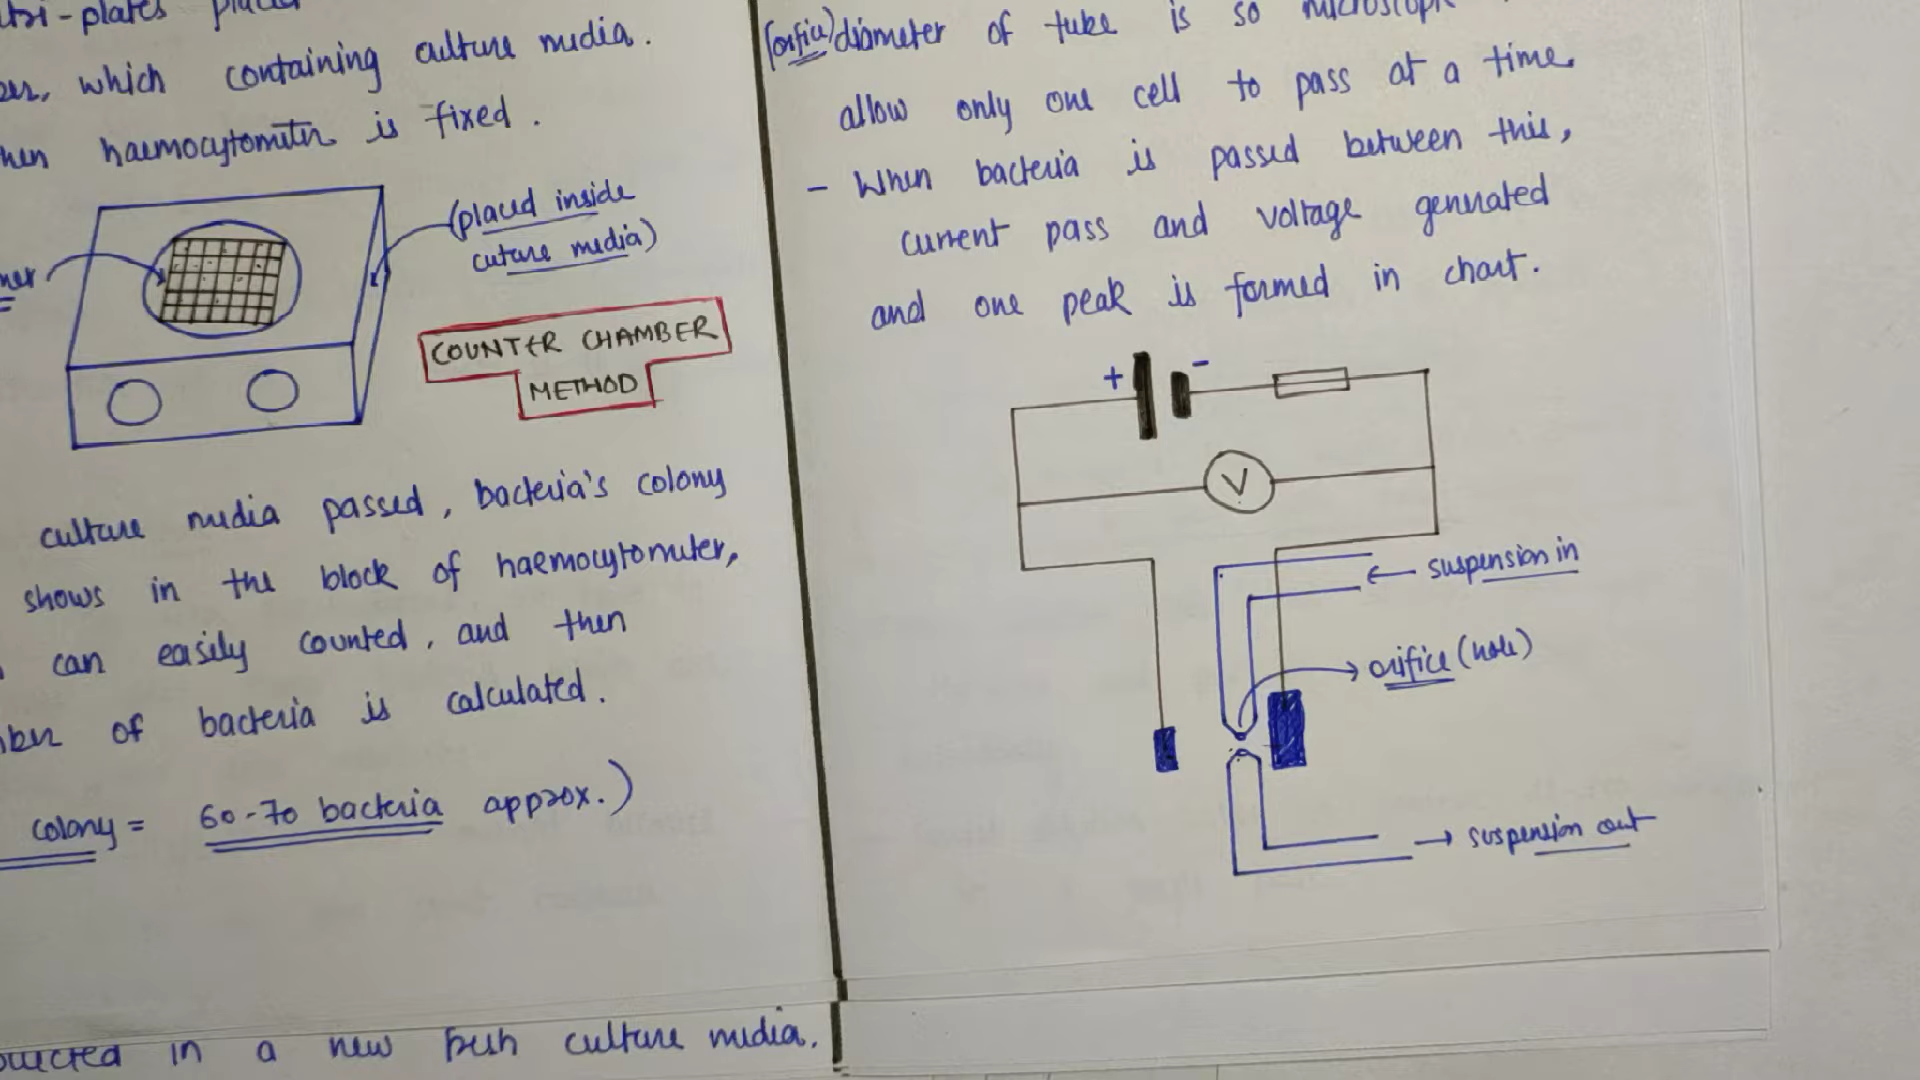 plates
which containing culture media.
haemocytometer is fixed.
(placed inside
cuture media)
COUNTER CHAMBER
METHOD
culture media passed, bacteria's colony
shows in the block of haemocytometer,
can easily counted, and then
of bacteria is calculated.
colony = 60-70 bacteria approx.)
in a new fresh culture media.
(orifice) diameter of tube is so
allow only one cell to pass at a time.
- When bacteria is passed between this,
current pass and voltage generated
and one peak is formed in chart.
+ -
V
← suspension in
→ orifice (hole)
→ suspension out